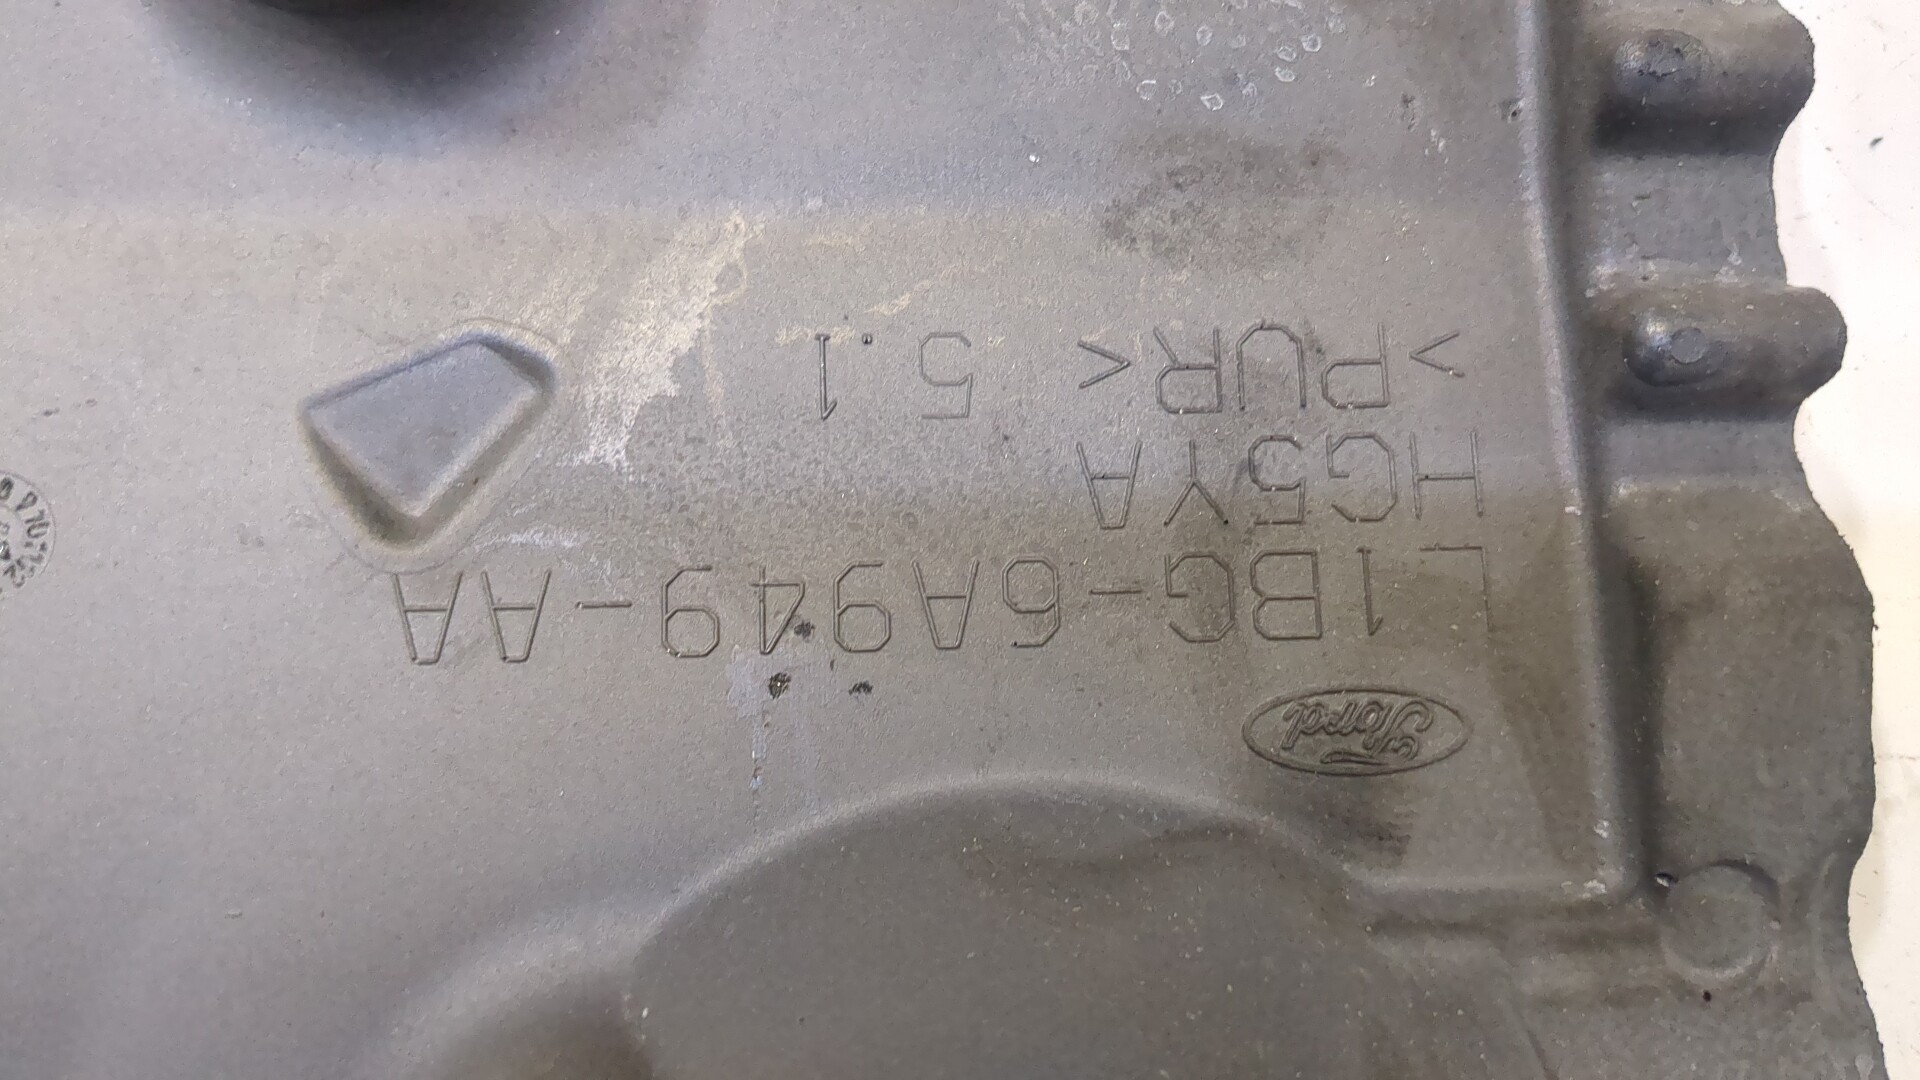 Ford
L1BG-6A949-AA
HG5YA
>PUR< 5.1